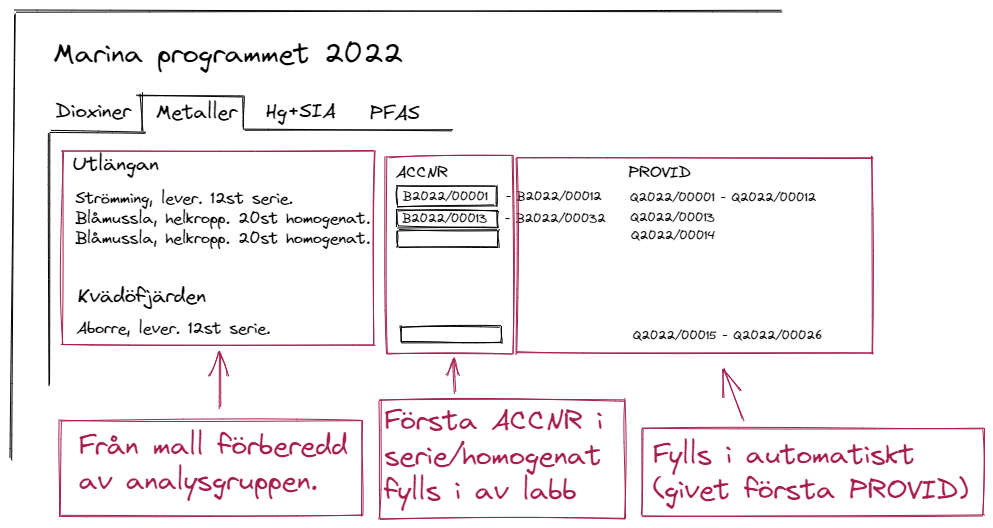 Marina programmet 2022
Dioxiner Metaller Hg+SIA PFAS
Utlängan
ACCNR PROVID
Strömming, lever. 12st serie. B2022/00001 - B2022/00012 Q2022/00001 - Q2022/00012
Blåmussla, helkropp. 20st homogenat. B2022/00013 - B2022/00032 Q2022/00013
Blåmussla, helkropp. 20st homogenat. Q2022/00014
Kvädöfjärden
Aborre, lever. 12st serie. Q2022/00015 - Q2022/00026
Från mall förberedd
av analysgruppen.
Första ACCNR i
serie/homogenat
fylls i av labb
Fylls i automatiskt
(givet första PROVID)